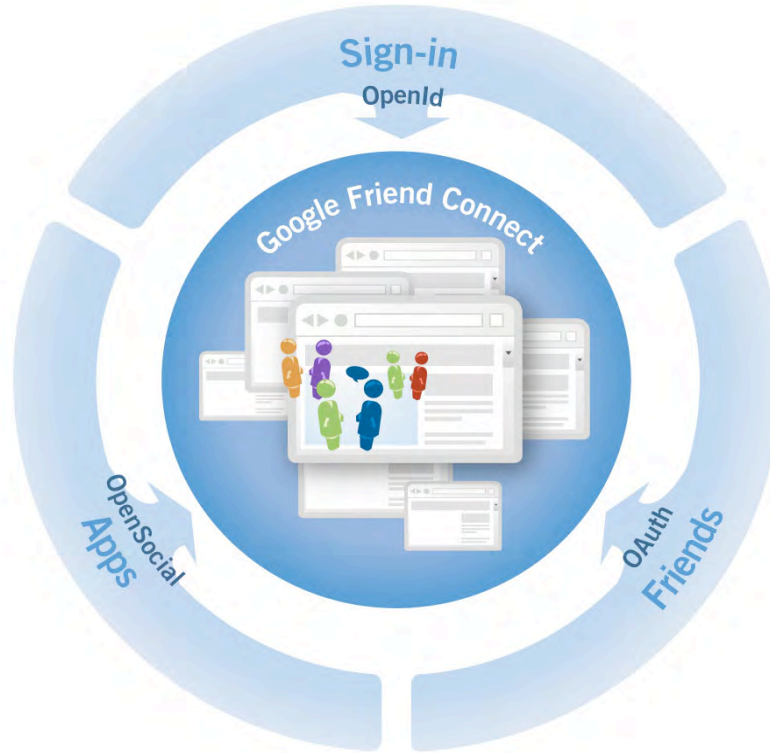 Sign-in
OpenId
Google Friend Connect
OpenSocial
Apps
OAuth
Friends